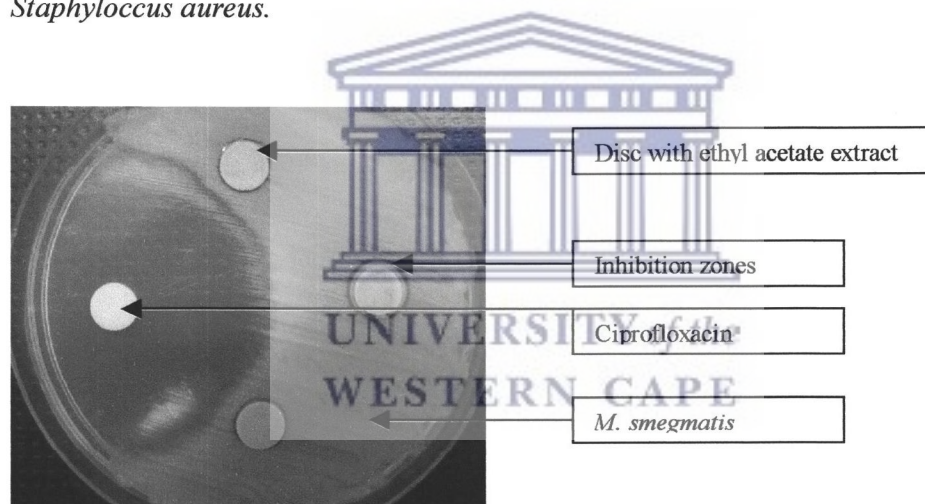 Staphyloccus aureus.
Disc with ethyl acetate extract
Inhibition zones
Ciprofloxacin
M. smegmatis
UNIVERSITY of the
WESTERN CAPE